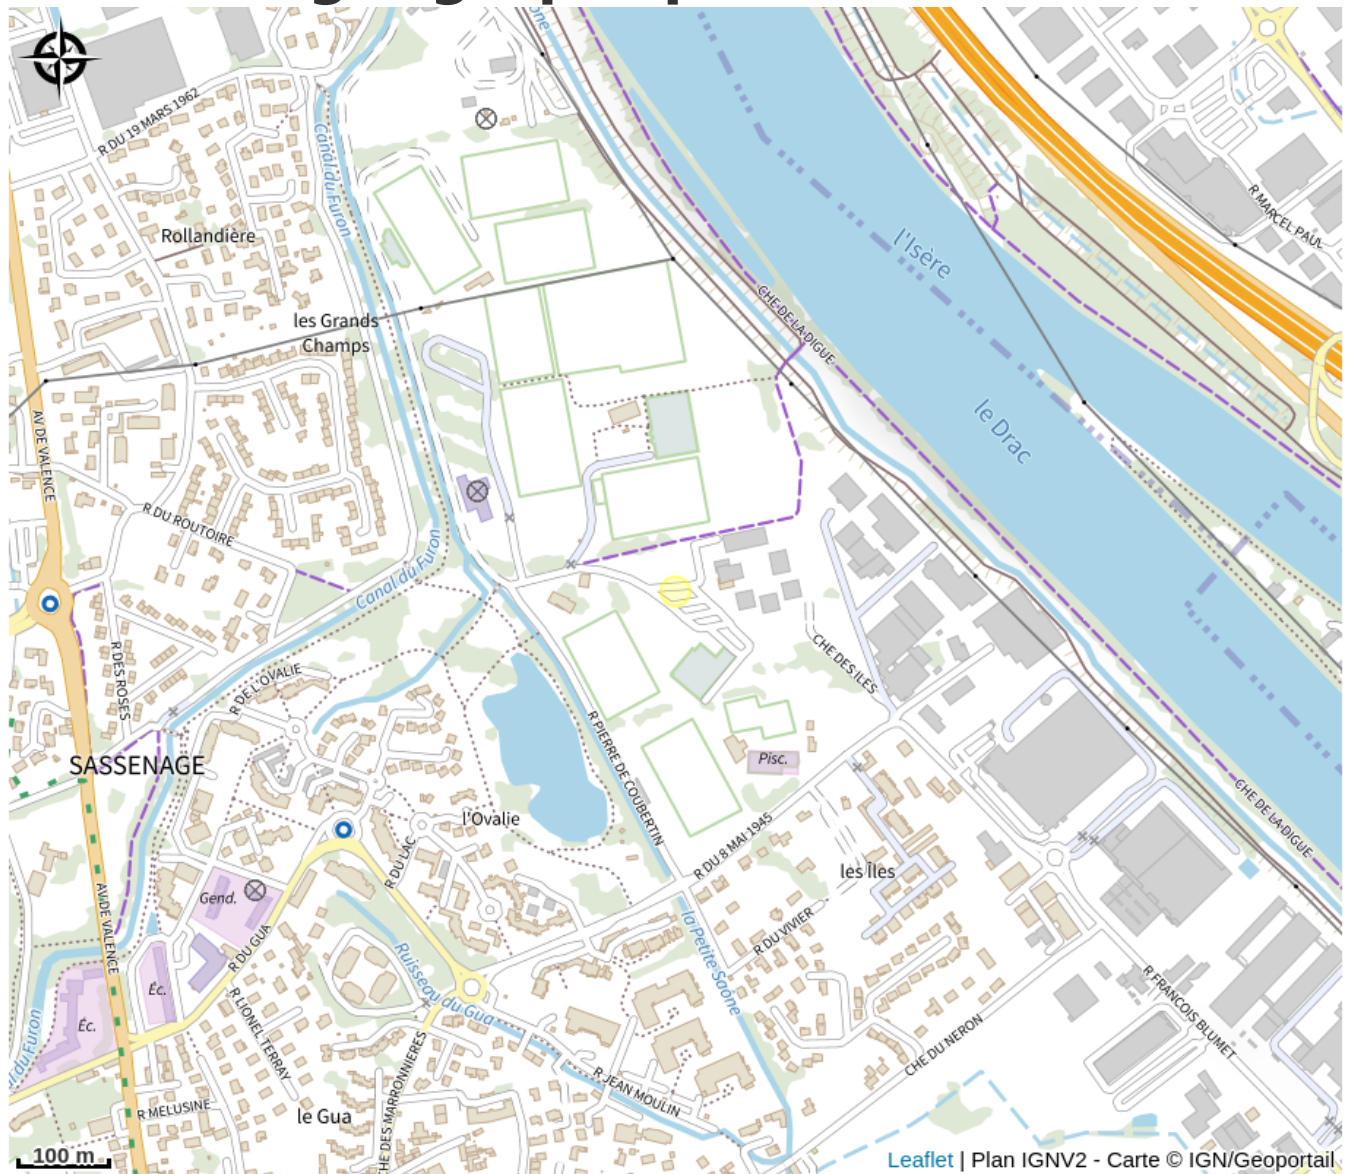 R DU 19 MARS 1962
Canal du Furon
Rollandière
les Grands
Champs
R MARCEL PAUL
l'Isère
CHE DE LA DIGUE
le Drac
AV DE VALENCE
R DU ROUTOIRE
Canal du Furon
R DES ROSES
R DE L'OVALIE
CHE DES ILES
SASSENAGE
R PIERRE DE COUBERTIN
Pisc.
l'Ovalie
R DU 8 MAI 1945
CHE DE LA DIGUE
R DU LAC
les Îles
Gend.
AV DE VALENCE
R DU GUA
la Petite Saône
R DU VIVIER
Ruisseau du Gua
Éc.
Éc.
R LIONEL TERRAY
R FRANCOIS BLUMET
CHE DU NERON
CHE DES MARRONNIERES
R JEAN MOULIN
R MELUSINE
le Gua
100 m
Leaflet | Plan IGNV2 - Carte © IGN/Geoportail